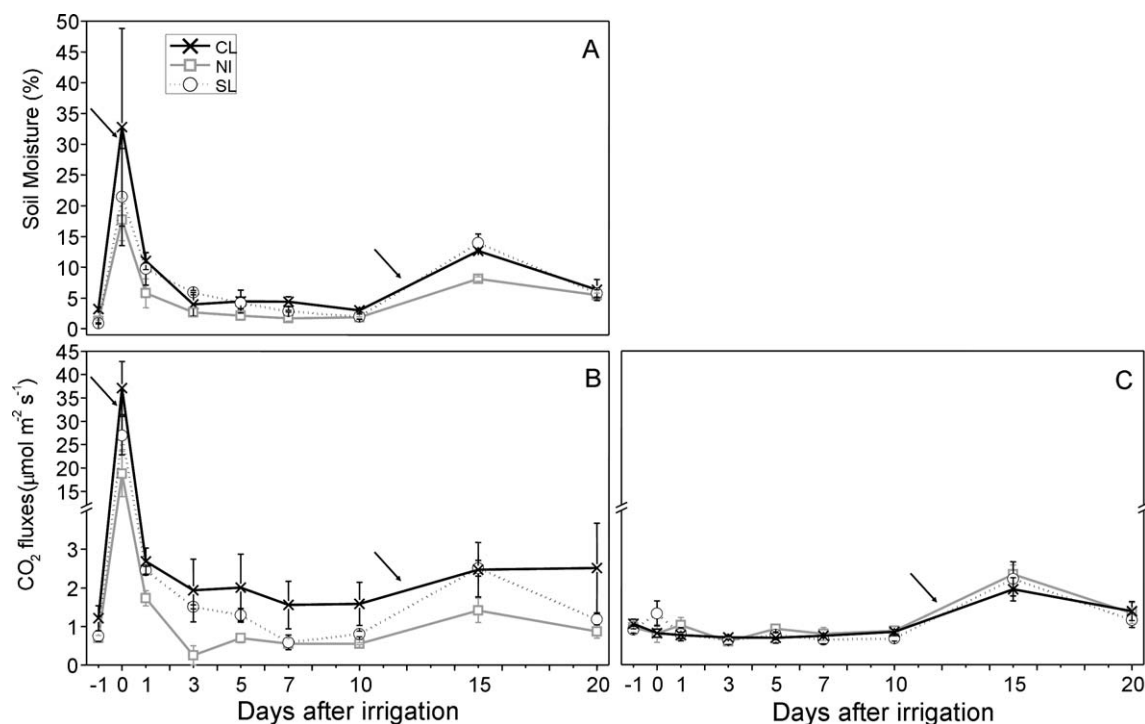 50
45
40
35
30
25
20
15
10
5
0
Soil Moisture (%)
CL
NI
SL
A
45
40
35
30
25
20
15
3
2
1
0
CO₂ fluxes(μmol m⁻² s⁻¹)
B
C
-1 0 1 3 5 7 10 15 20
-1 0 1 3 5 7 10 15 20
Days after irrigation
Days after irrigation